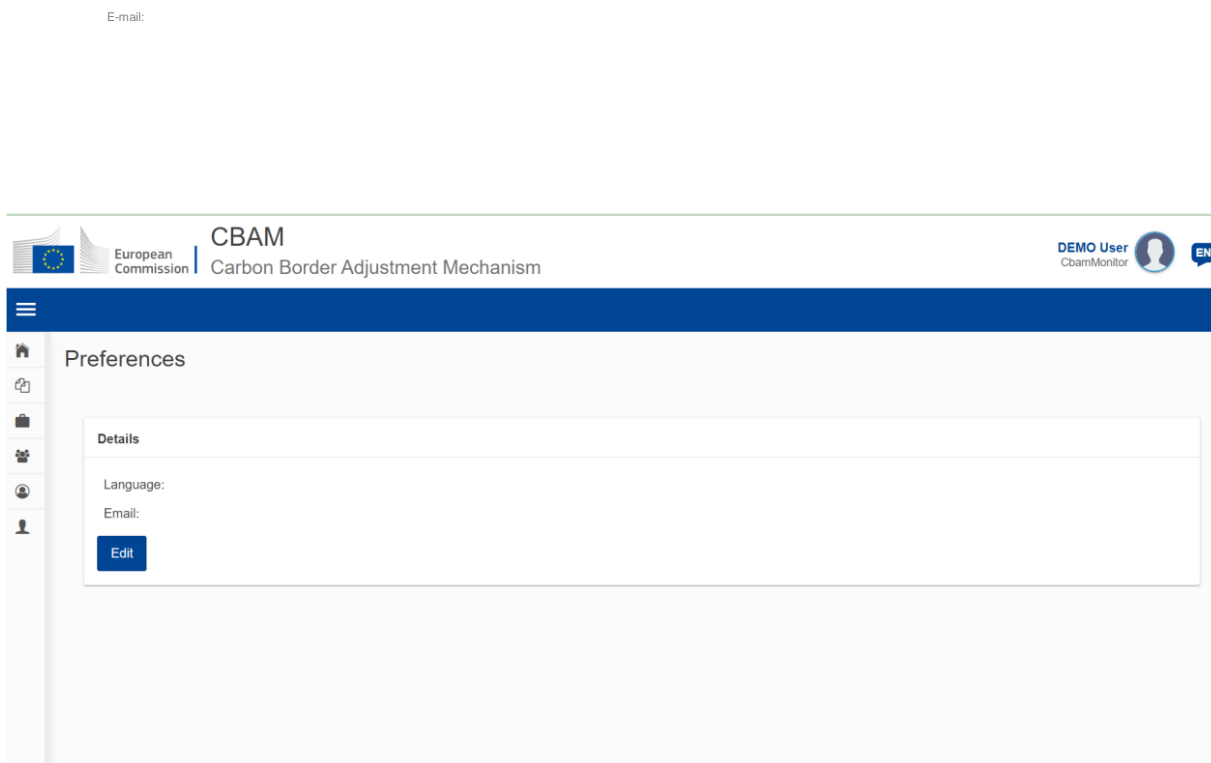 E-mail:
CBAM
European
Commission
Carbon Border Adjustment Mechanism
DEMO User
CbamMonitor
EN
Preferences
Details
Language:
Email:
Edit